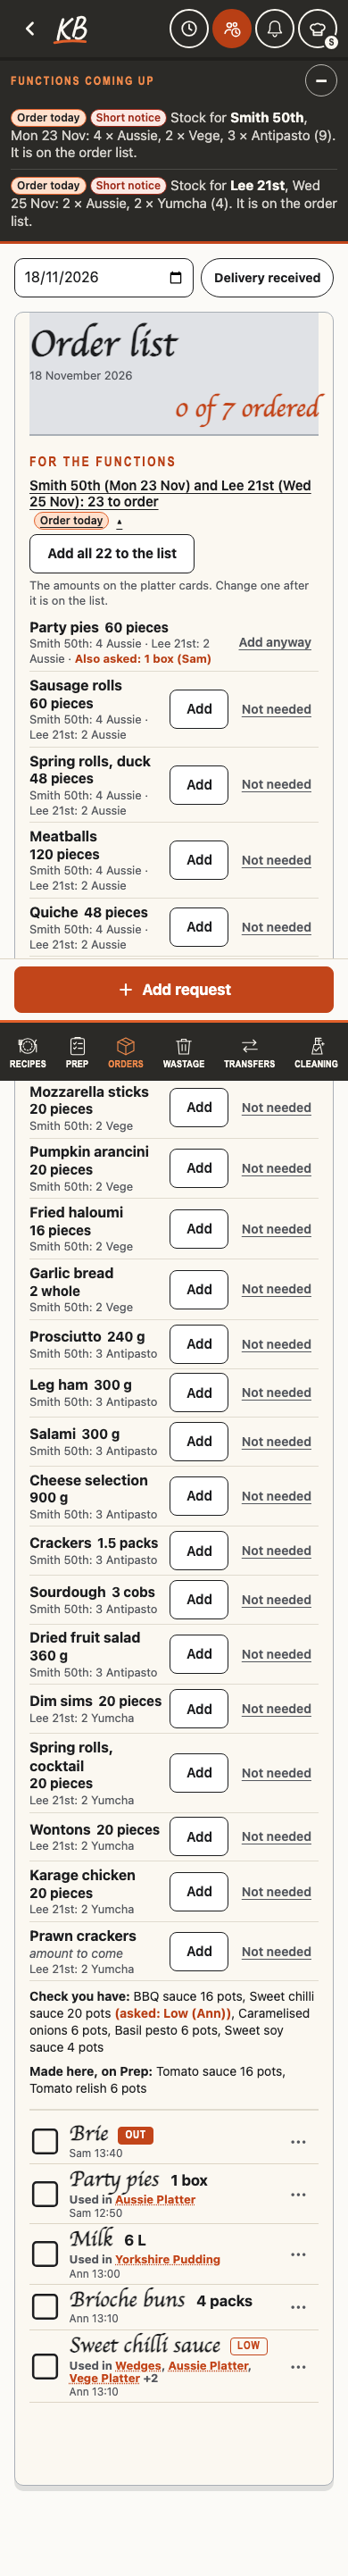 KB
$
FUNCTIONS COMING UP
Order today Short notice Stock for Smith 50th,
Mon 23 Nov: 4 × Aussie, 2 × Vege, 3 × Antipasto (9).
It is on the order list.
Order today Short notice Stock for Lee 21st, Wed
25 Nov: 2 × Aussie, 2 × Yumcha (4). It is on the order
list.
18/11/2026
Delivery received
Order list
18 November 2026
0 of 7 ordered
FOR THE FUNCTIONS
Smith 50th (Mon 23 Nov) and Lee 21st (Wed
25 Nov): 23 to order
Order today
Add all 22 to the list
The amounts on the platter cards. Change one after
it is on the list.
Party pies 60 pieces
Smith 50th: 4 Aussie · Lee 21st: 2
Aussie · Also asked: 1 box (Sam)
Add anyway
Sausage rolls
60 pieces
Smith 50th: 4 Aussie ·
Lee 21st: 2 Aussie
Add
Not needed
Spring rolls, duck
48 pieces
Smith 50th: 4 Aussie ·
Lee 21st: 2 Aussie
Add
Not needed
Meatballs
120 pieces
Smith 50th: 4 Aussie ·
Lee 21st: 2 Aussie
Add
Not needed
Quiche 48 pieces
Smith 50th: 4 Aussie ·
Lee 21st: 2 Aussie
Add
Not needed
+ Add request
RECIPES
PREP
ORDERS
WASTAGE
TRANSFERS
CLEANING
Mozzarella sticks
20 pieces
Smith 50th: 2 Vege
Add
Not needed
Pumpkin arancini
20 pieces
Smith 50th: 2 Vege
Add
Not needed
Fried haloumi
16 pieces
Smith 50th: 2 Vege
Add
Not needed
Garlic bread
2 whole
Smith 50th: 2 Vege
Add
Not needed
Prosciutto 240 g
Smith 50th: 3 Antipasto
Add
Not needed
Leg ham 300 g
Smith 50th: 3 Antipasto
Add
Not needed
Salami 300 g
Smith 50th: 3 Antipasto
Add
Not needed
Cheese selection
900 g
Smith 50th: 3 Antipasto
Add
Not needed
Crackers 1.5 packs
Smith 50th: 3 Antipasto
Add
Not needed
Sourdough 3 cobs
Smith 50th: 3 Antipasto
Add
Not needed
Dried fruit salad
360 g
Smith 50th: 3 Antipasto
Add
Not needed
Dim sims 20 pieces
Lee 21st: 2 Yumcha
Add
Not needed
Spring rolls,
cocktail
20 pieces
Lee 21st: 2 Yumcha
Add
Not needed
Wontons 20 pieces
Lee 21st: 2 Yumcha
Add
Not needed
Karage chicken
20 pieces
Lee 21st: 2 Yumcha
Add
Not needed
Prawn crackers
amount to come
Lee 21st: 2 Yumcha
Add
Not needed
Check you have: BBQ sauce 16 pots, Sweet chilli
sauce 20 pots (asked: Low (Ann)), Caramelised
onions 6 pots, Basil pesto 6 pots, Sweet soy
sauce 4 pots
Made here, on Prep: Tomato sauce 16 pots,
Tomato relish 6 pots
Brie OUT
Sam 13:40
Party pies 1 box
Used in Aussie Platter
Sam 12:50
Milk 6 L
Used in Yorkshire Pudding
Ann 13:00
Brioche buns 4 packs
Ann 13:10
Sweet chilli sauce LOW
Used in Wedges, Aussie Platter,
Vege Platter +2
Ann 13:10